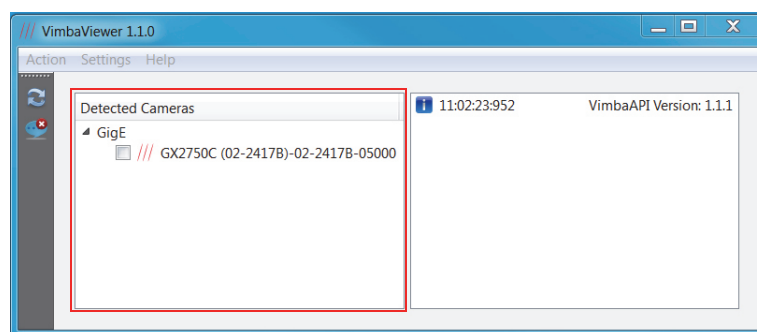 VimbaViewer 1.1.0
Action Settings Help
Detected Cameras
GigE
GX2750C (02-2417B)-02-2417B-05000
11:02:23:952 VimbaAPI Version: 1.1.1